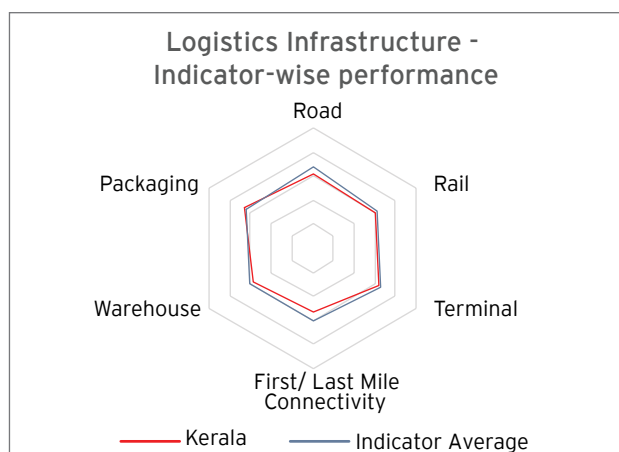 Logistics Infrastructure -
Indicator-wise performance
Road
Packaging
Rail
Warehouse
Terminal
First/ Last Mile
Connectivity
Kerala
Indicator Average